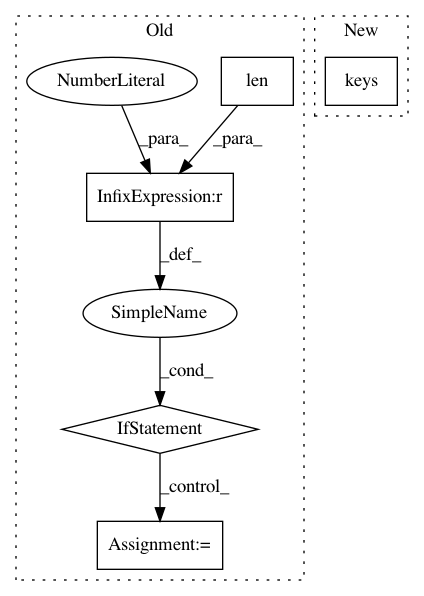 Old
New
NumberLiteral
len
keys
_para_
_para_
InfixExpression:r
_def_
SimpleName
_cond_
IfStatement
_control_
Assignment:=